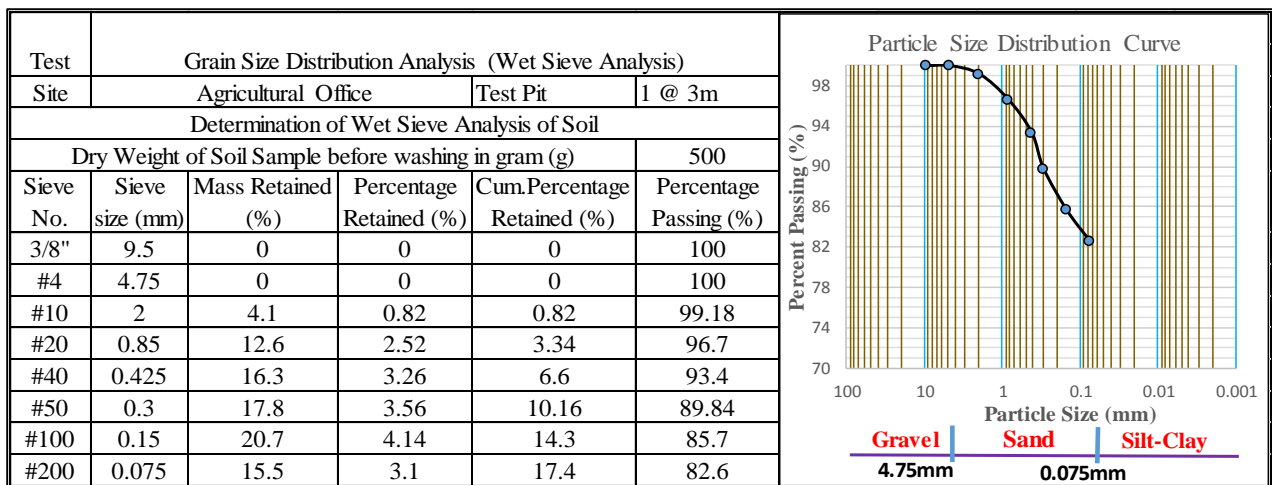 Test Grain Size Distribution Analysis (Wet Sieve Analysis)
Site Agricultural Office Test Pit 1 @ 3m
Determination of Wet Sieve Analysis of Soil
Dry Weight of Soil Sample before washing in gram (g) 500
Sieve Sieve Mass Retained Percentage Cum.Percentage Percentage
No. size (mm) (%) Retained (%) Retained (%) Passing (%)
3/8" 9.5 0 0 0 100
#4 4.75 0 0 0 100
#10 2 4.1 0.82 0.82 99.18
#20 0.85 12.6 2.52 3.34 96.7
#40 0.425 16.3 3.26 6.6 93.4
#50 0.3 17.8 3.56 10.16 89.84
#100 0.15 20.7 4.14 14.3 85.7
#200 0.075 15.5 3.1 17.4 82.6
Particle Size Distribution Curve
Percent Passing (%)
98
94
90
86
82
78
74
70
100 10 1 0.1 0.01 0.001
Particle Size (mm)
Gravel Sand Silt-Clay
4.75mm 0.075mm